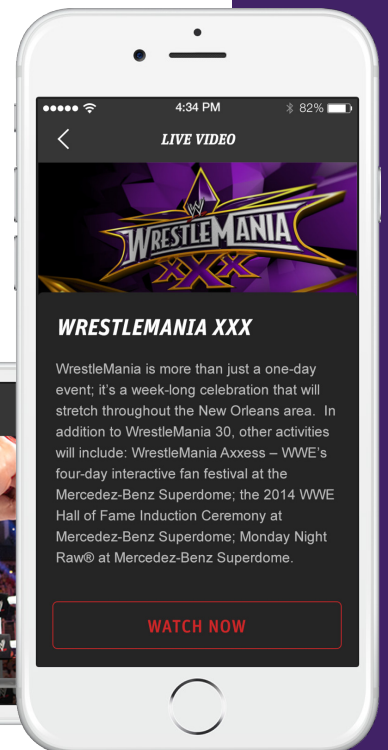 4:34 PM
82%
LIVE VIDEO
W
WRESTLEMANIA
XXX
WRESTLEMANIA XXX
WrestleMania is more than just a one-day
event; it's a week-long celebration that will
stretch throughout the New Orleans area.  In
addition to WrestleMania 30, other activities
will include: WrestleMania Axxess – WWE's
four-day interactive fan festival at the
Mercedez-Benz Superdome; the 2014 WWE
Hall of Fame Induction Ceremony at
Mercedez-Benz Superdome; Monday Night
Raw® at Mercedez-Benz Superdome.
WATCH NOW